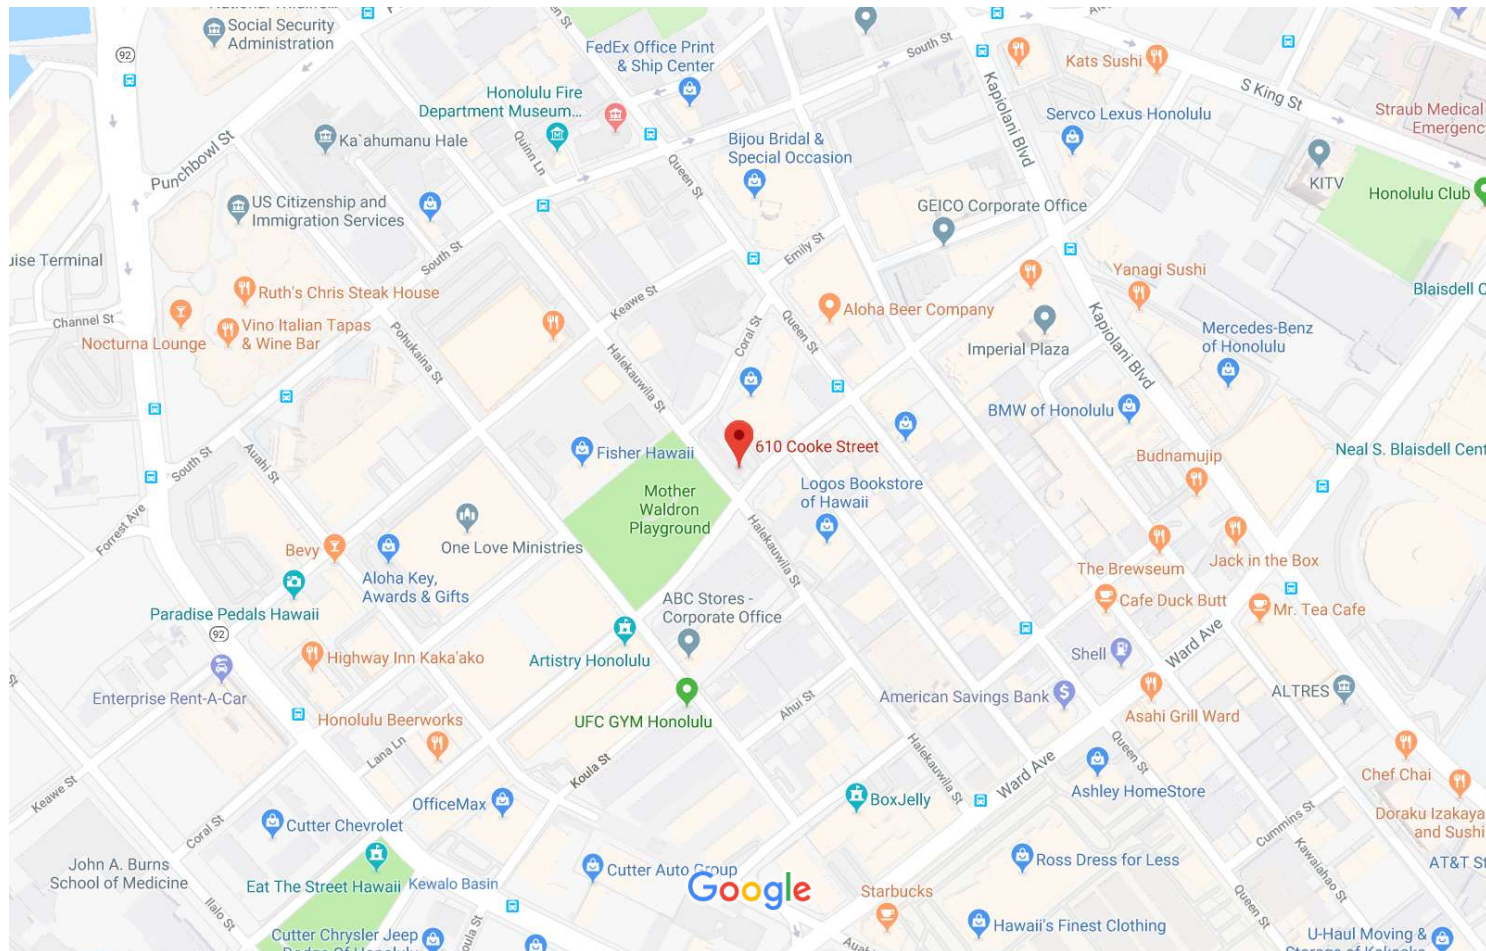 Social Security
Administration
92
Punchbowl St
Ka`ahumanu Hale
US Citizenship and
Immigration Services
Honolulu Fire
Department Museum...
Quinn Ln
FedEx Office Print
& Ship Center
South St
Kats Sushi
Kapiolani Blvd
Servco Lexus Honolulu
S King St
Straub Medical
Emergency
KITV
Honolulu Club
Bijou Bridal &
Special Occasion
Queen St
GEICO Corporate Office
Emily St
South St
Keawe St
Channel St
Ruth's Chris Steak House
Nocturna Lounge
Vino Italian Tapas
& Wine Bar
Pohukaina St
Halekauwila St
Coral St
Queen St
Aloha Beer Company
Imperial Plaza
Yanagi Sushi
Blaisdell C
Kapiolani Blvd
Mercedes-Benz
of Honolulu
BMW of Honolulu
610 Cooke Street
Fisher Hawaii
Mother
Waldron
Playground
Logos Bookstore
of Hawaii
Budnamujip
Neal S. Blaisdell Cent
South St
Auahi St
Forrest Ave
Bevy
One Love Ministries
Aloha Key,
Awards & Gifts
Halekauwila St
The Brewseum
Jack in the Box
Cafe Duck Butt
Mr. Tea Cafe
Paradise Pedals Hawaii
92
ABC Stores -
Corporate Office
Artistry Honolulu
Highway Inn Kaka'ako
Enterprise Rent-A-Car
Shell
Ward Ave
American Savings Bank
ALTRES
Asahi Grill Ward
Honolulu Beerworks
Lana Ln
UFC GYM Honolulu
Ahui St
Koula St
Halekauwila St
Queen St
Ward Ave
Ashley HomeStore
Chef Chai
Keawe St
Coral St
OfficeMax
Cutter Chevrolet
BoxJelly
Doraku Izakaya
and Sushi
Cummins St
Kawaiahao St
John A. Burns
School of Medicine
Eat The Street Hawaii
Kewalo Basin
Cutter Auto Group
Google
Ross Dress for Less
Starbucks
AT&T St
Queen St
Ilalo St
Cutter Chrysler Jeep
Hawaii's Finest Clothing
U-Haul Moving &